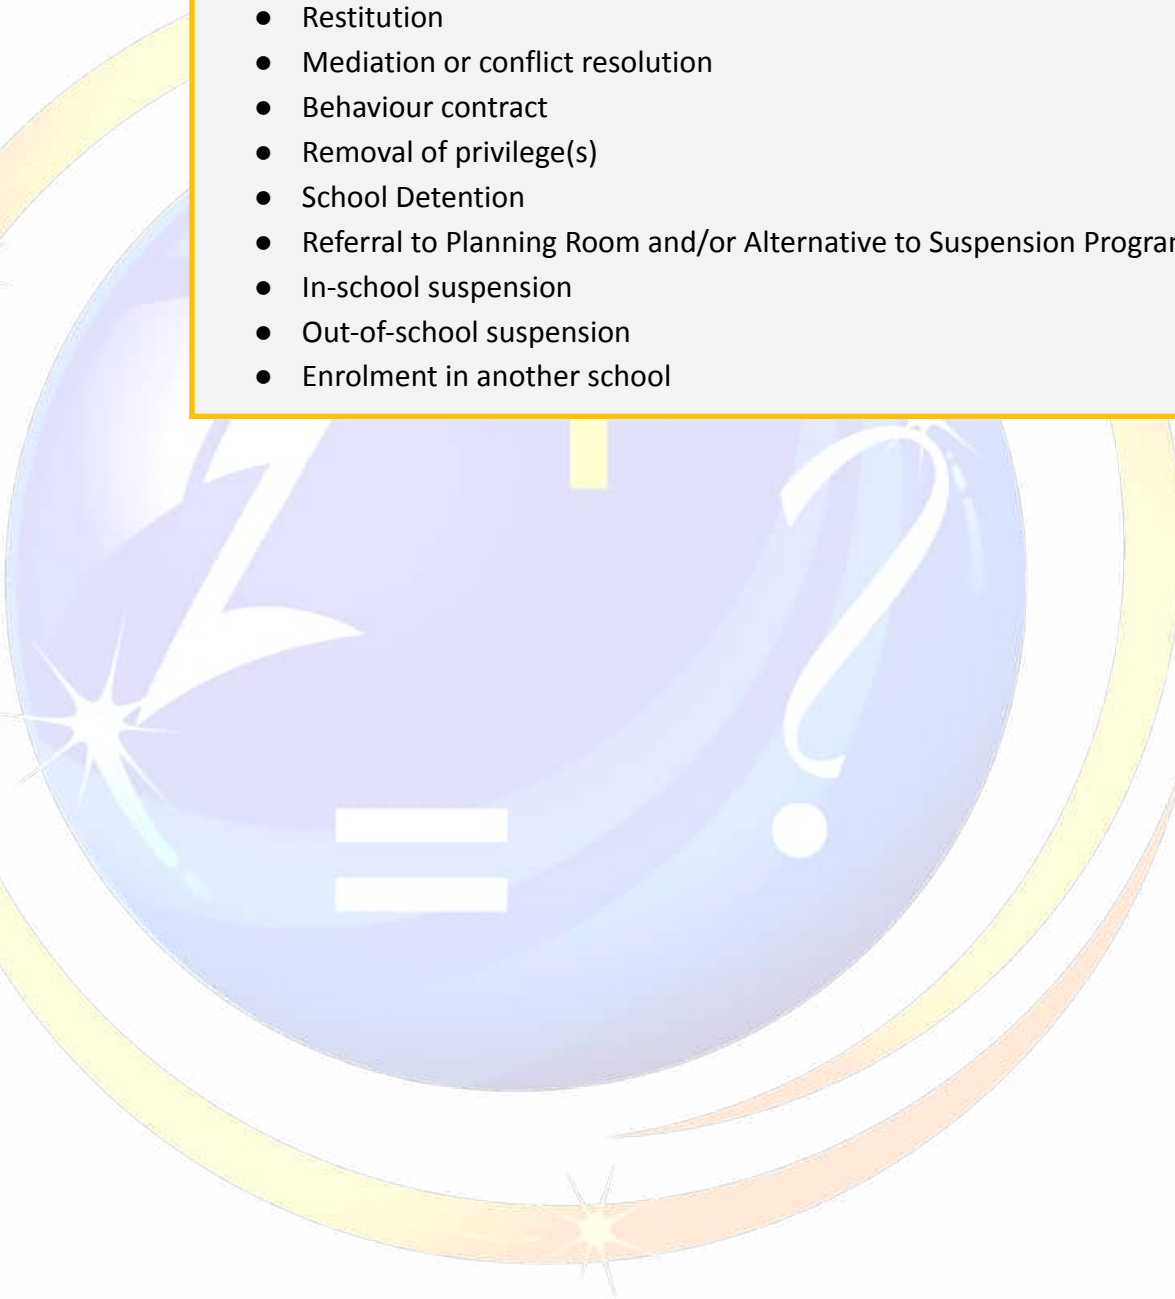 ● Restitution
● Mediation or conflict resolution
● Behaviour contract
● Removal of privilege(s)
● School Detention
● Referral to Planning Room and/or Alternative to Suspension
● In-school suspension
● Out-of-school suspension
● Enrolment in another school
= ?